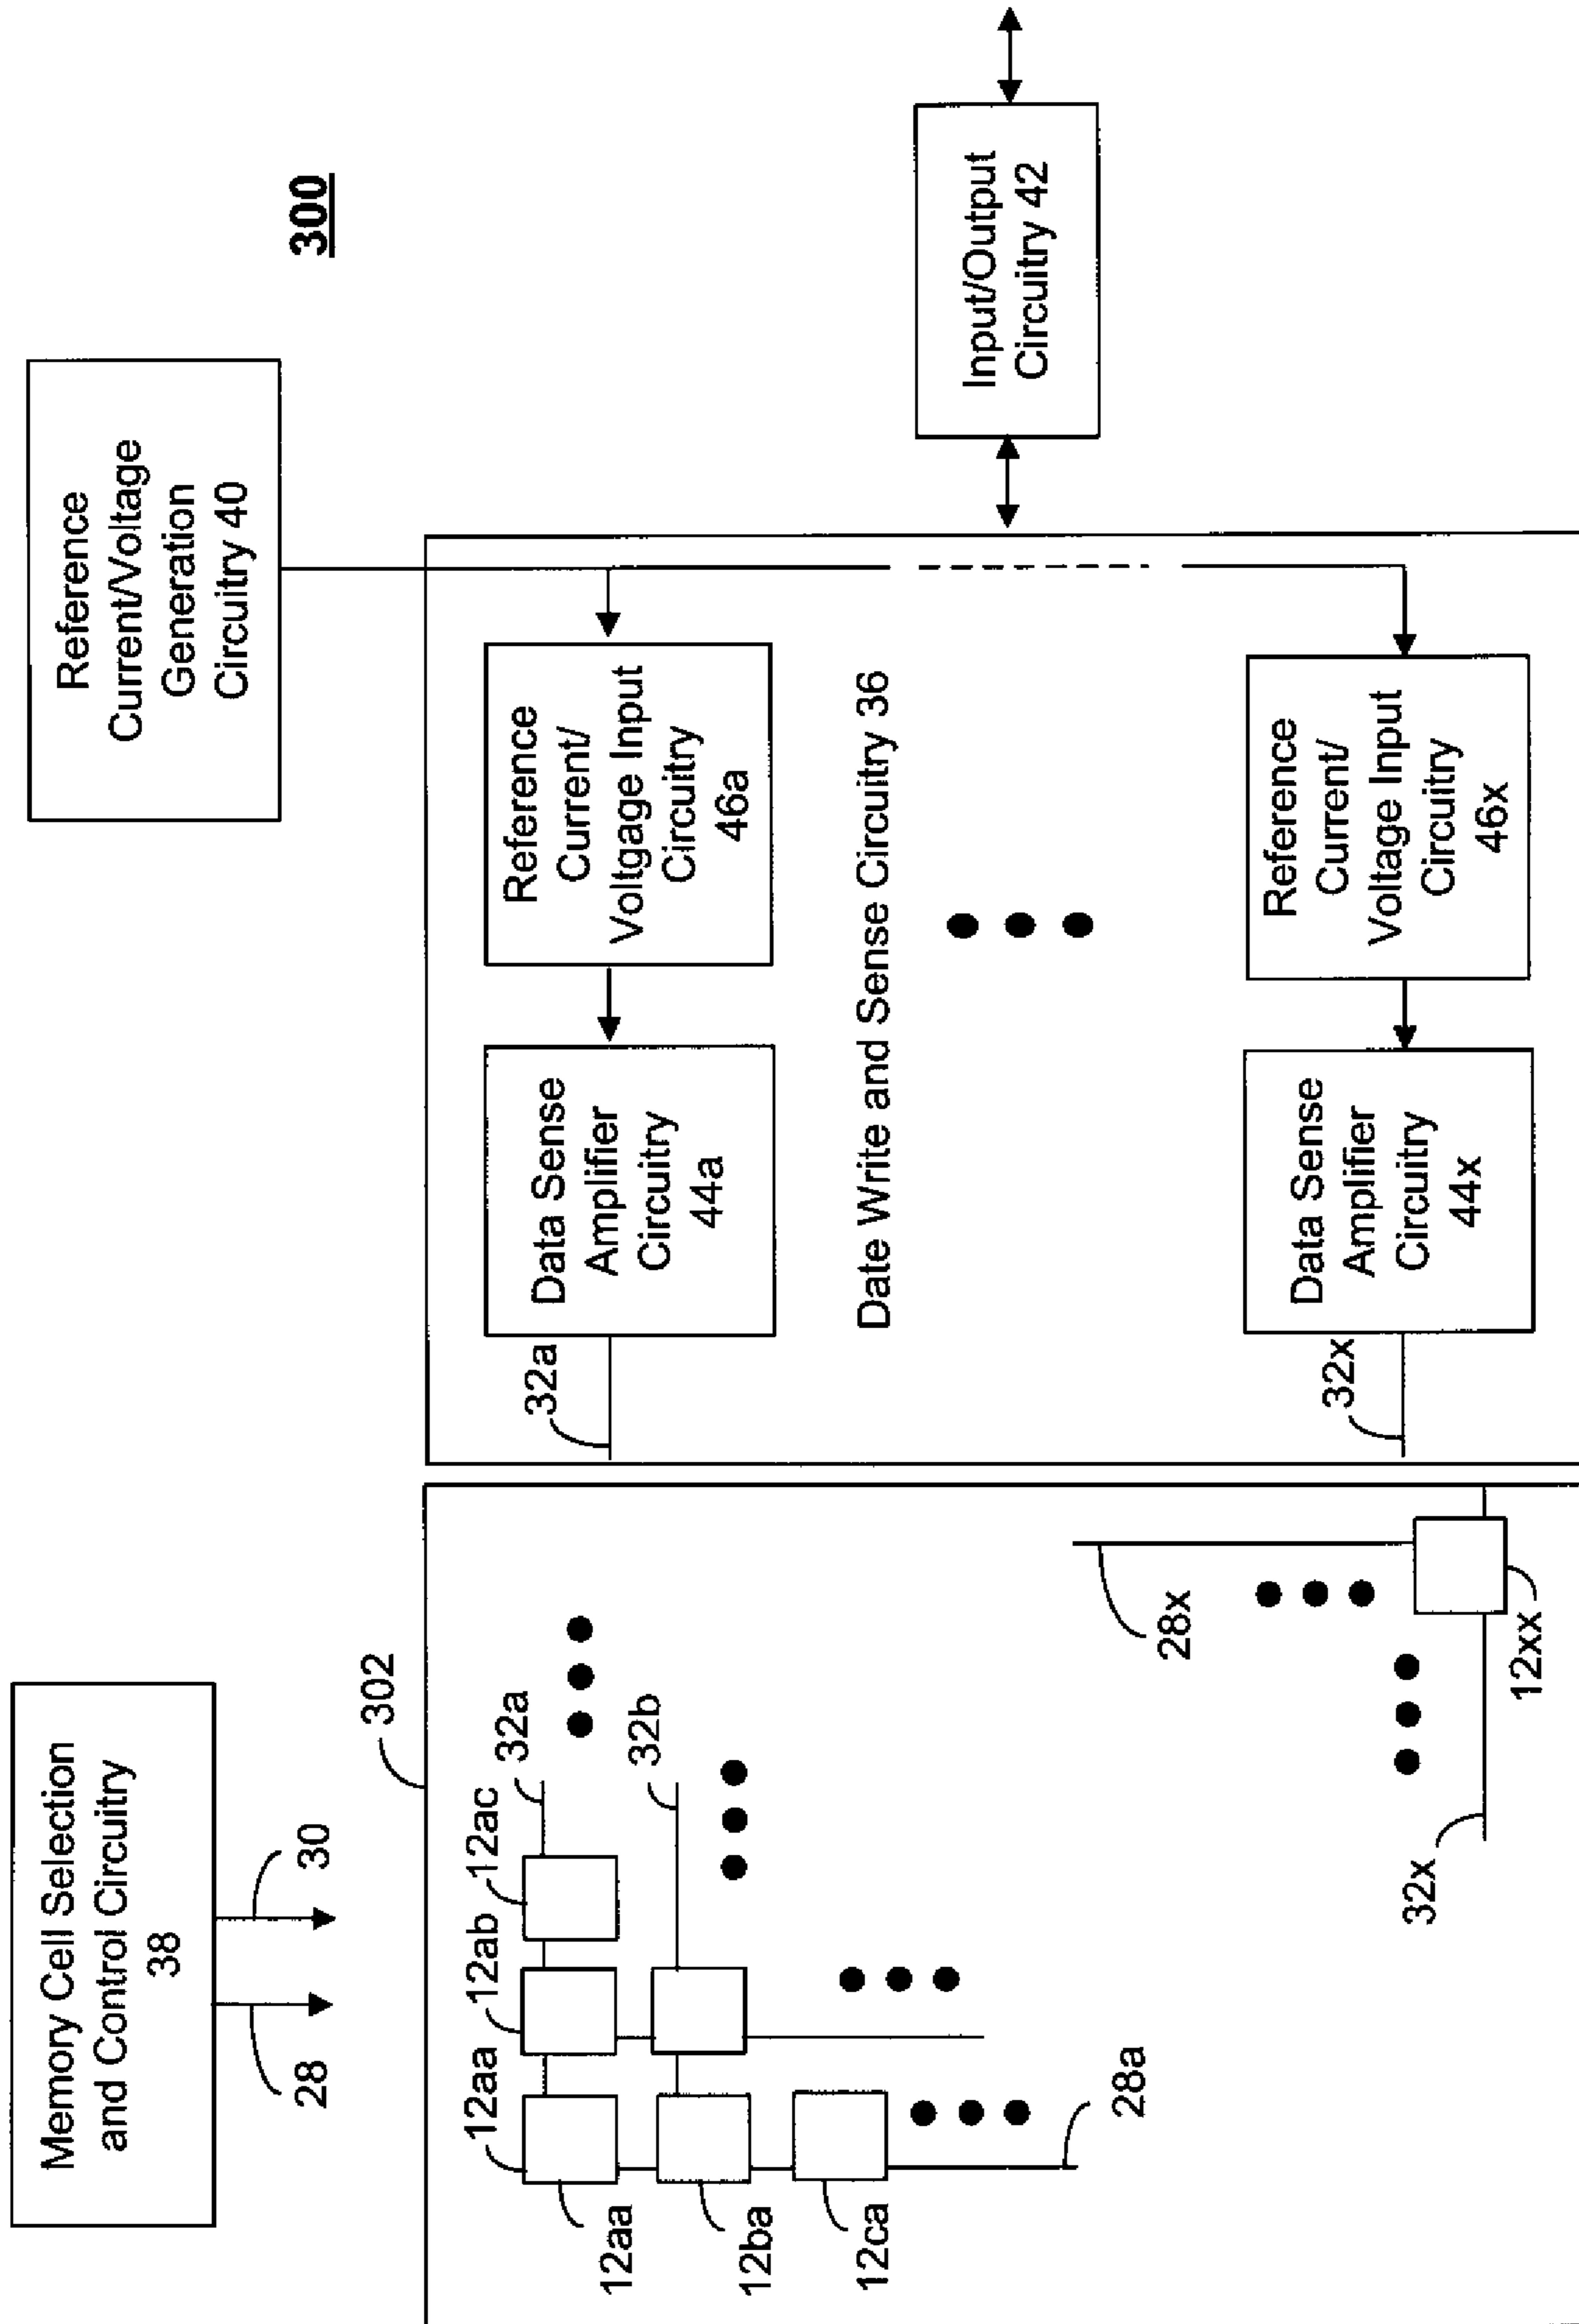 300
Memory Cell Selection
and Control Circuitry
38
28
30
302
Reference
Current/Voltage
Generation
Circuitry 40
12aa
12ab
12ac
32a
32b
12aa
12ba
12ca
28a
28x
32x
12xx
32a
Data Sense
Amplifier
Circuitry
44a
Reference
Current/
Voltgage Input
Circuitry
46a
Date Write and Sense Circuitry 36
32x
Data Sense
Amplifier
Circuitry
44x
Reference
Current/
Voltage Input
Circuitry
46x
Input/Output
Circuitry 42